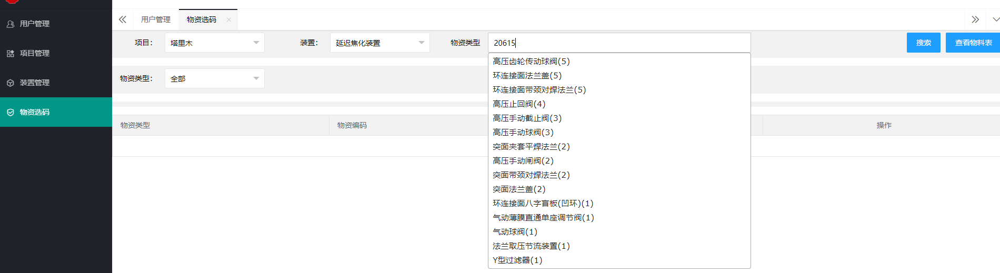 用户管理
项目管理
装置管理
物资选码
用户管理 物资选码
项目： 塔里木 装置： 延迟焦化装置 物资类型 20615 搜索 查看物料表
物资类型： 全部
物资类型 物资编码 操作
高压齿轮传动球阀(5)
环连接面法兰盖(5)
环连接面带颈对焊法兰(5)
高压止回阀(4)
高压手动截止阀(3)
高压手动球阀(3)
突面夹套平焊法兰(2)
高压手动闸阀(2)
突面带颈对焊法兰(2)
突面法兰盖(2)
环连接面八字盲板(凹环)(1)
气动薄膜直通单座调节阀(1)
气动球阀(1)
法兰取压节流装置(1)
Y型过滤器(1)